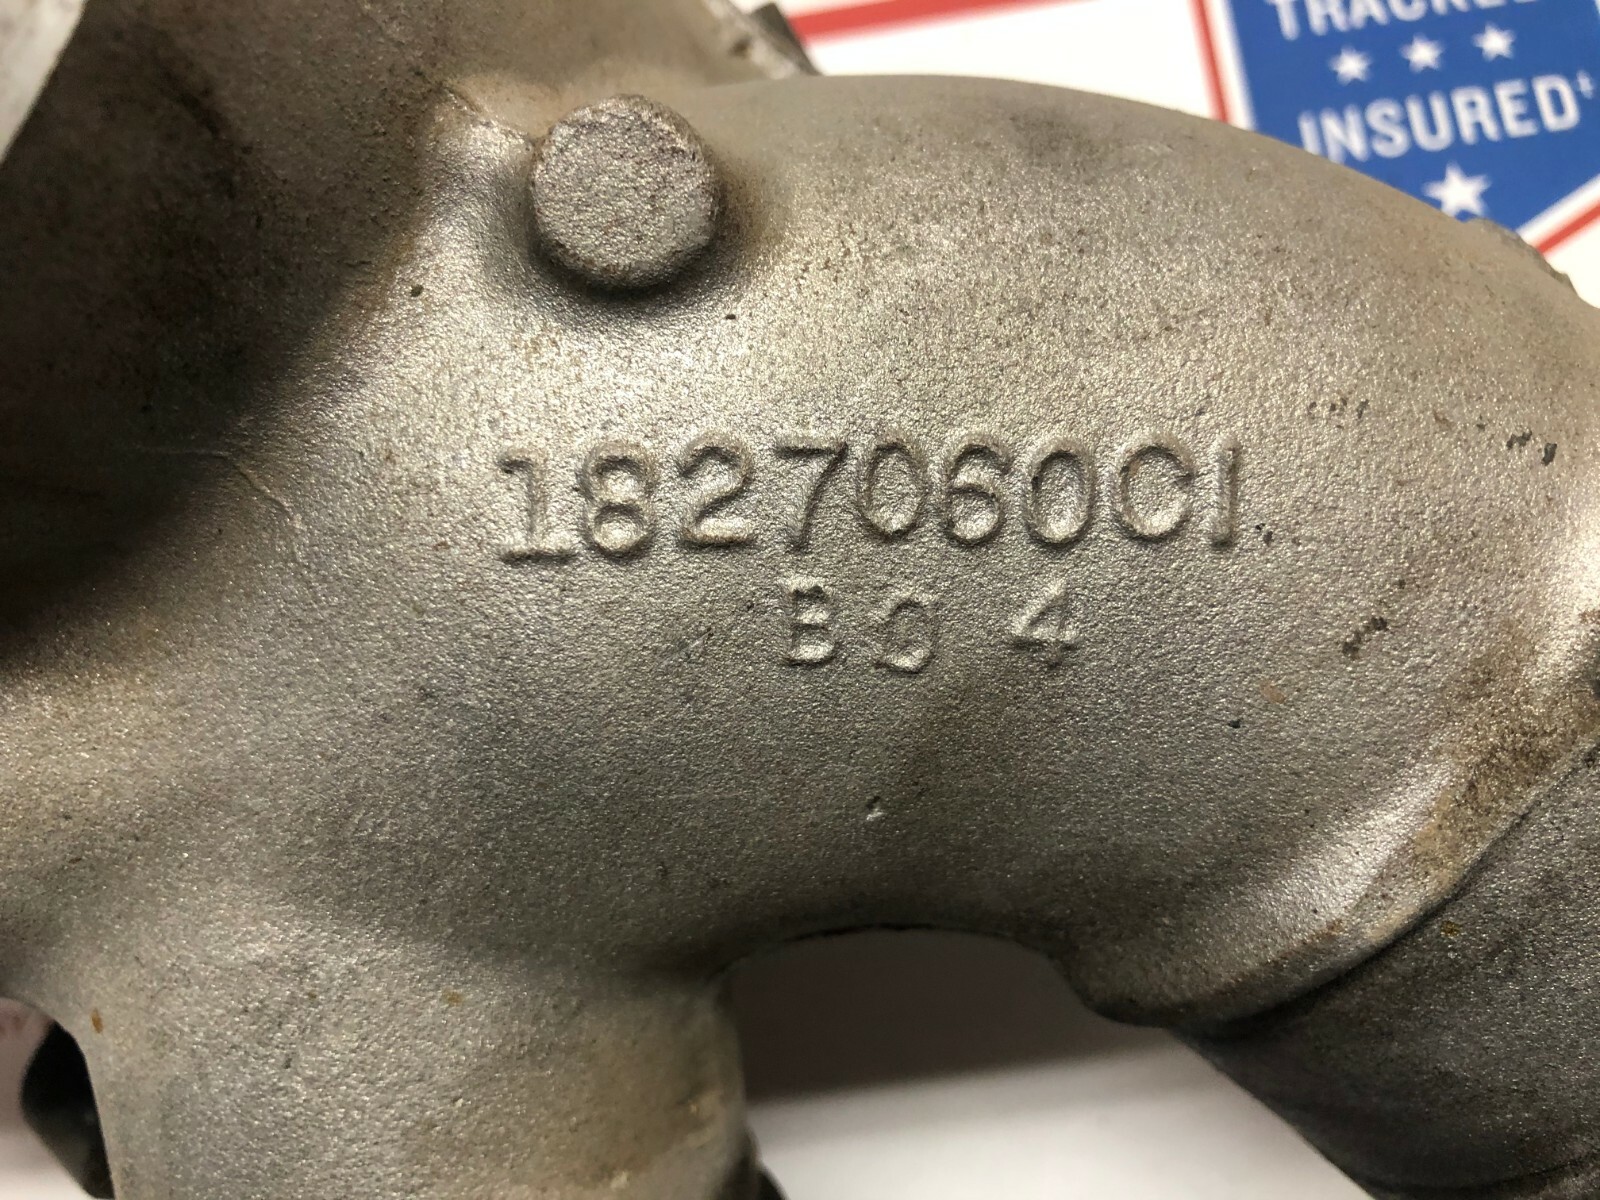 TRACKED
INSURED†
1827060C1
B 4